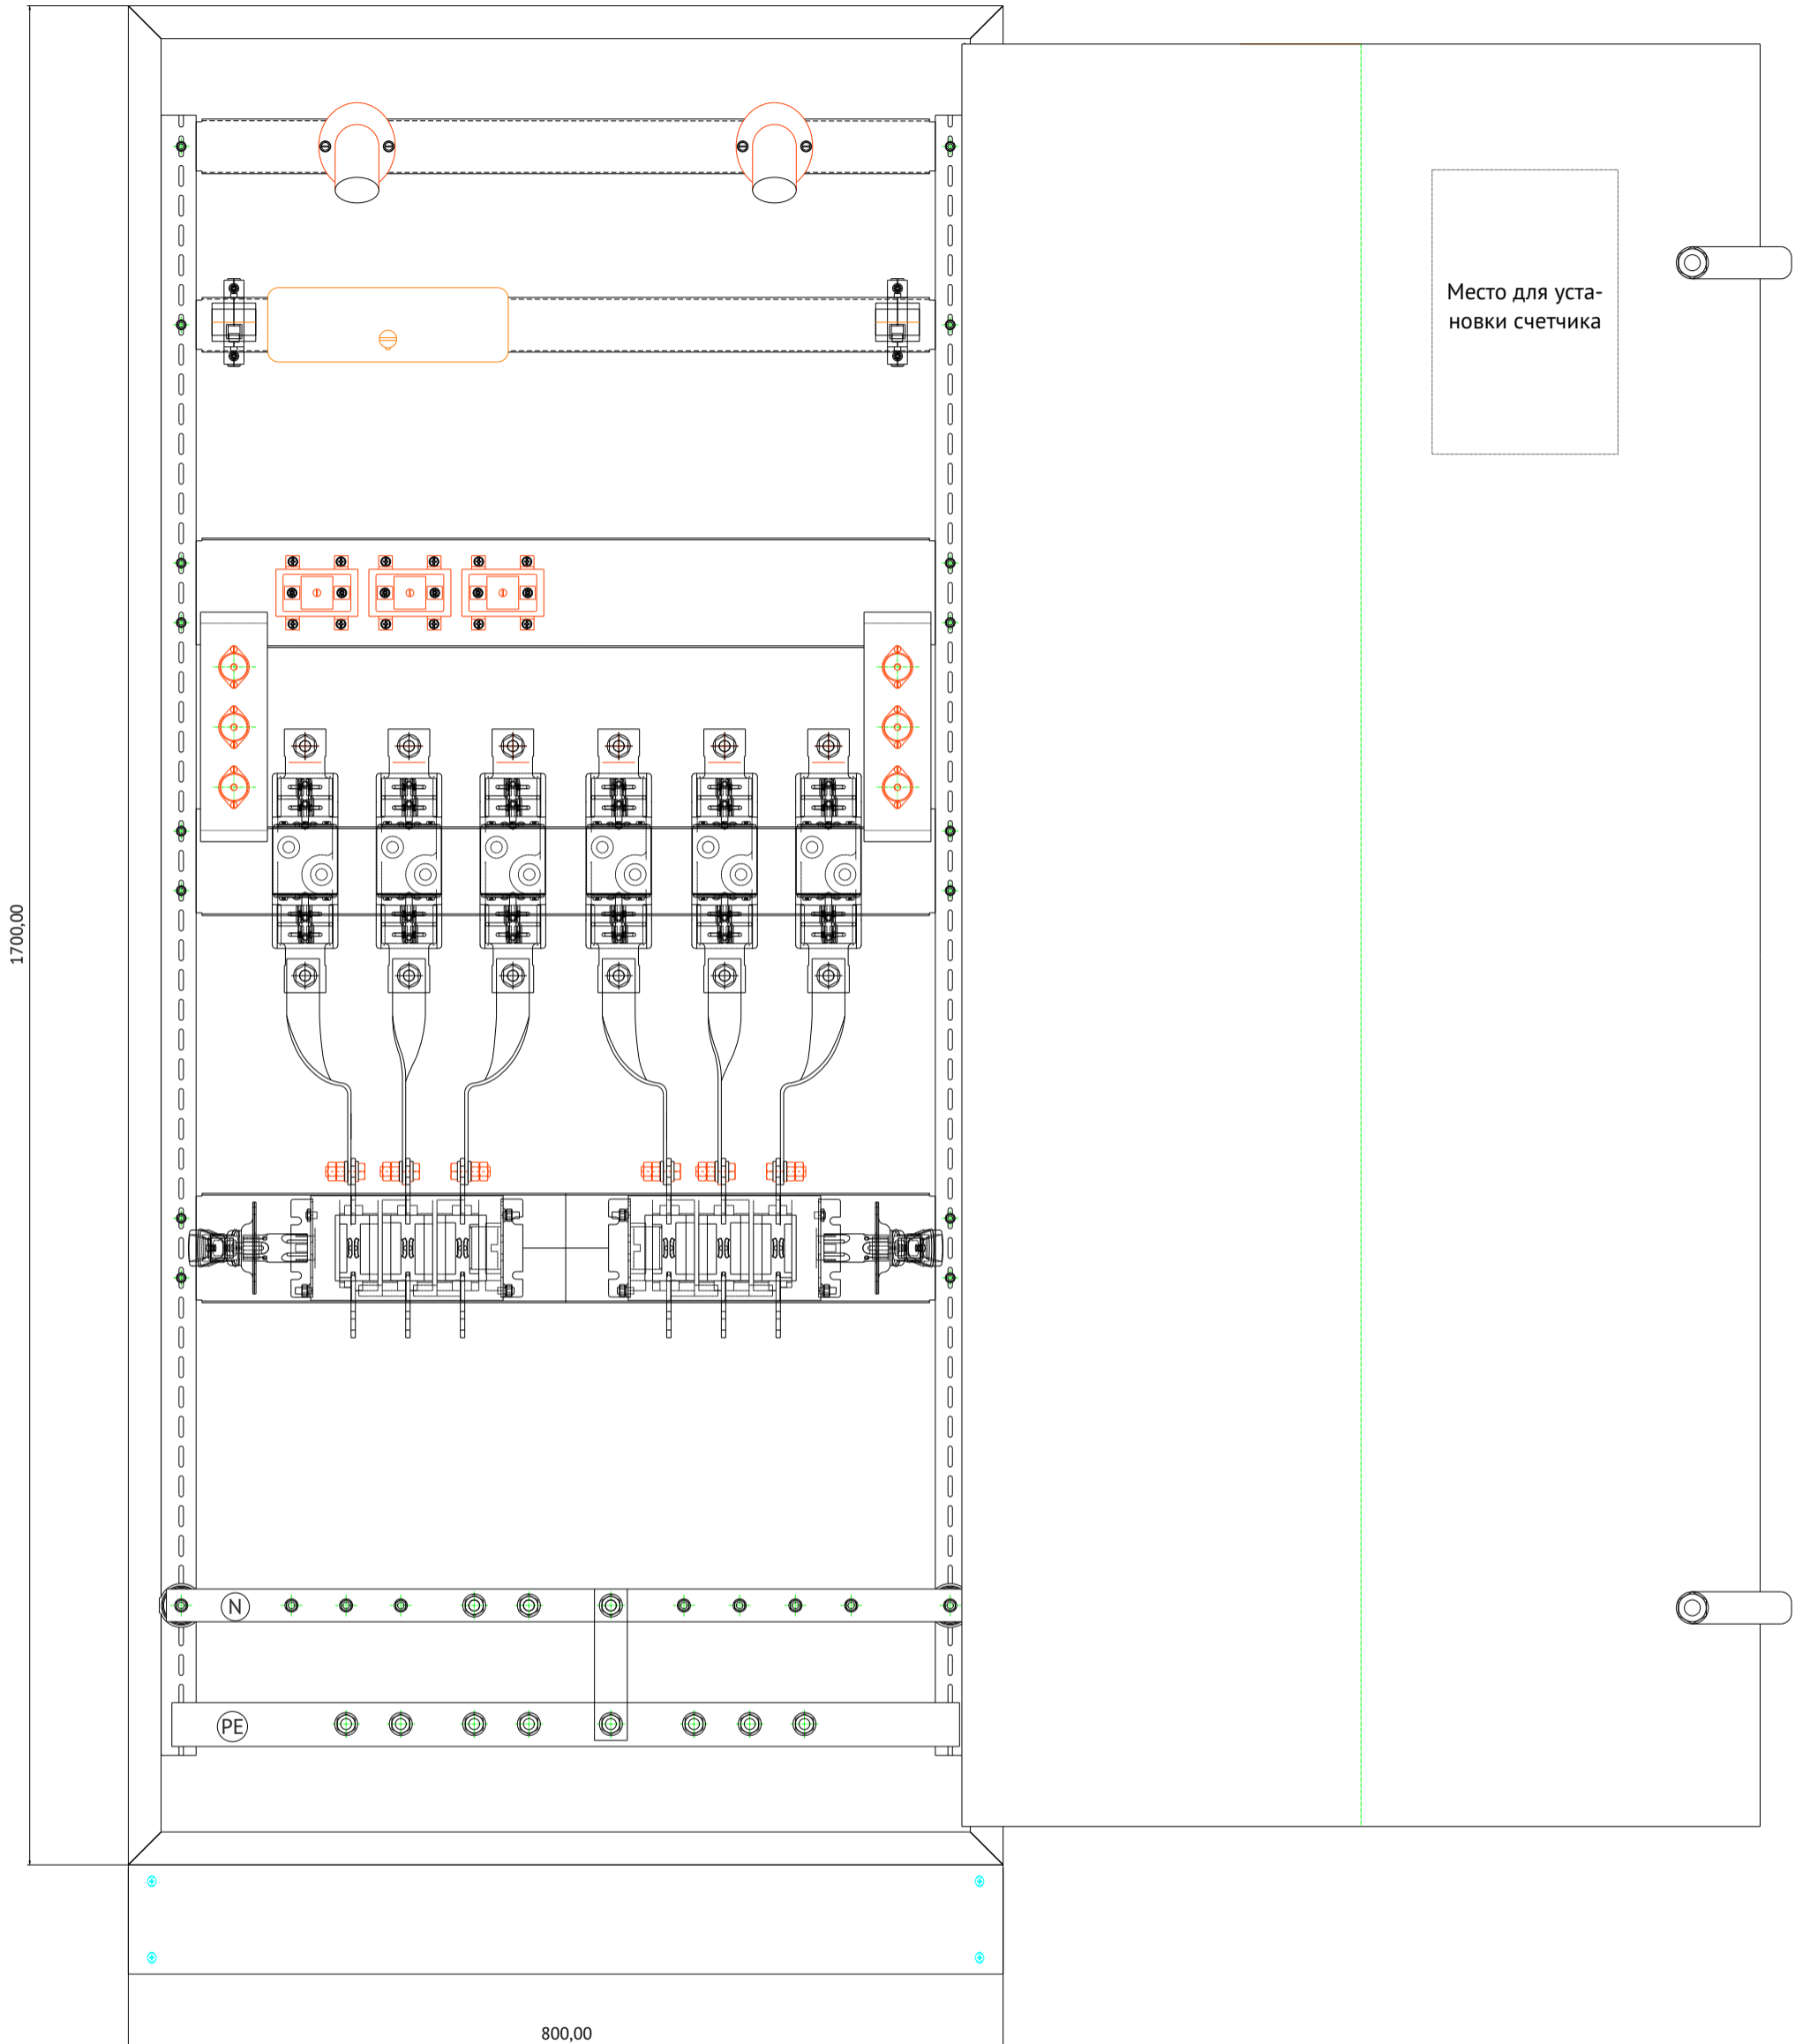 Место для уста-
новки счетчика
1700,00
N
PE
800,00